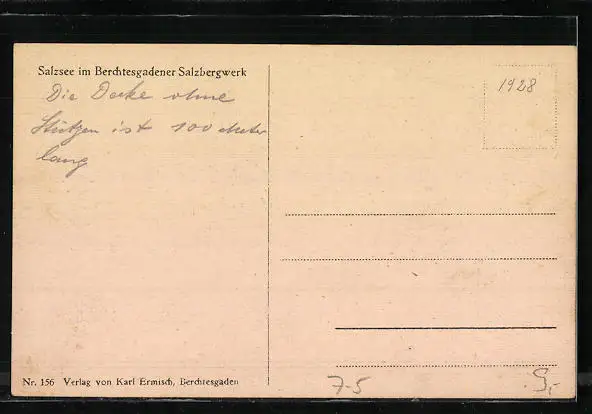 Salzsee im Berchtesgadener Salzbergwerk
Die Decke ohne
Stützen ist 100 Meter
lang
1928
Nr. 156 Verlag von Karl Ermisch, Berchtesgaden
7-5
9,-